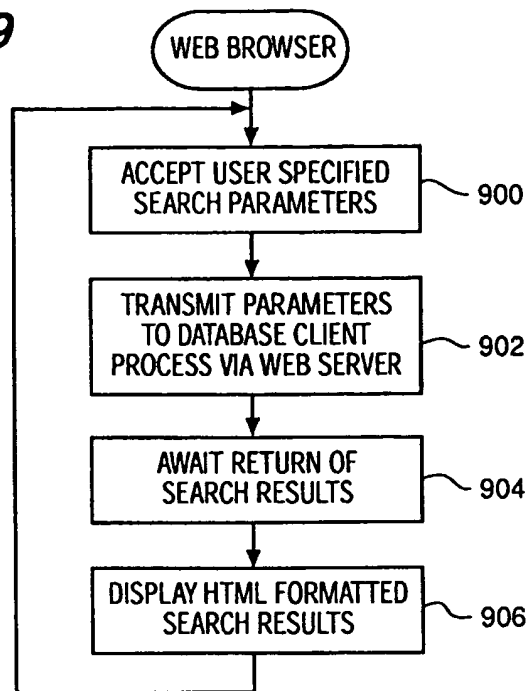 9
WEB BROWSER
ACCEPT USER SPECIFIED
SEARCH PARAMETERS
900
TRANSMIT PARAMETERS
TO DATABASE CLIENT
PROCESS VIA WEB SERVER
902
AWAIT RETURN OF
SEARCH RESULTS
904
DISPLAY HTML FORMATTED
SEARCH RESULTS
906